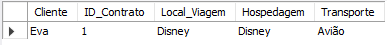 Cliente ID_Contrato Local_Viagem Hospedagem Transporte
Eva 1 Disney Disney Avião